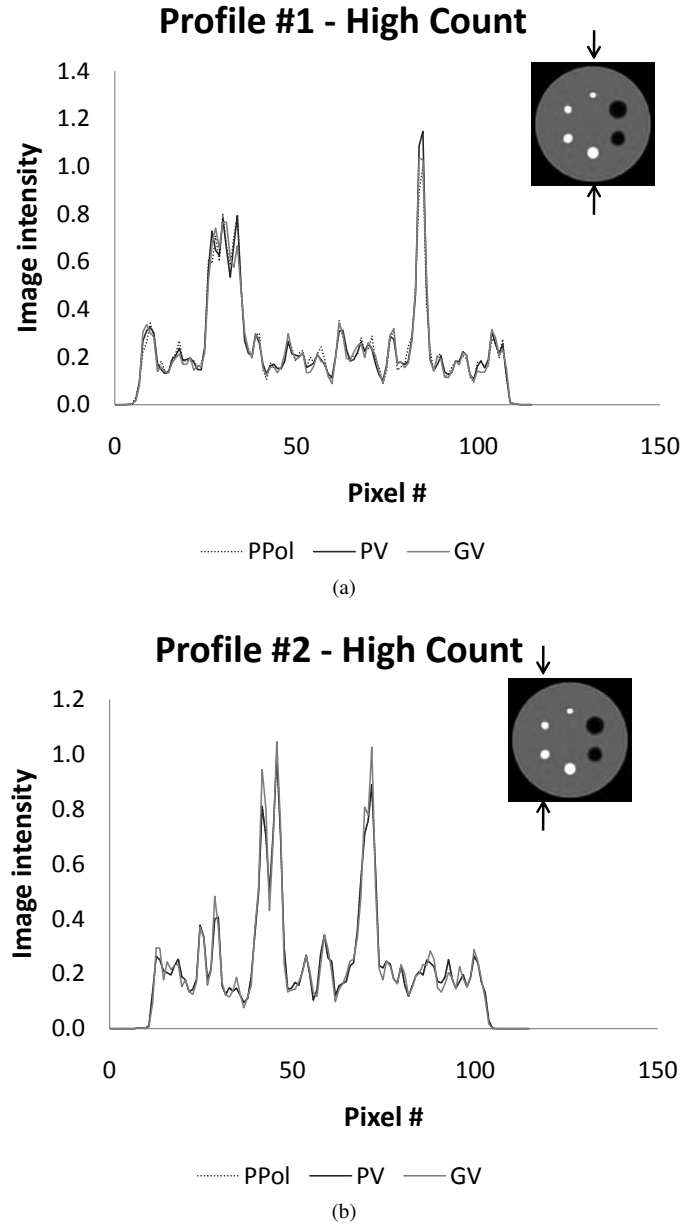 Profile #1 - High Count
1.4
1.2
1.0
0.8
0.6
0.4
0.2
0.0
Image intensity
0 50 100 150
Pixel #
PPol PV GV
(a)
Profile #2 - High Count
1.2
1.0
0.8
0.6
0.4
0.2
0.0
Image intensity
0 50 100 150
Pixel #
PPol PV GV
(b)